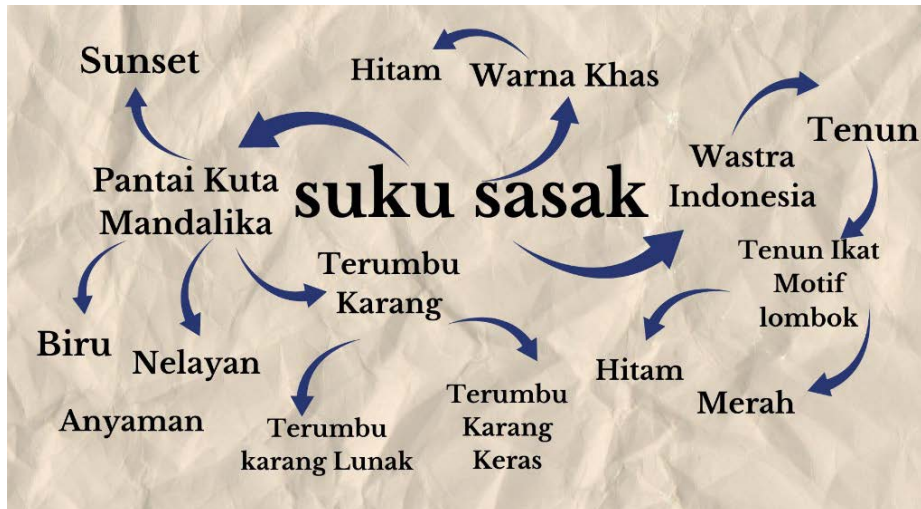 Sunset
Hitam
Warna Khas
Tenun
Wastra
Indonesia
Pantai Kuta
Mandalika
suku sasak
Terumbu
Karang
Tenun Ikat
Motif
lombok
Biru
Nelayan
Hitam
Merah
Anyaman
Terumbu
karang Lunak
Terumbu
Karang
Keras